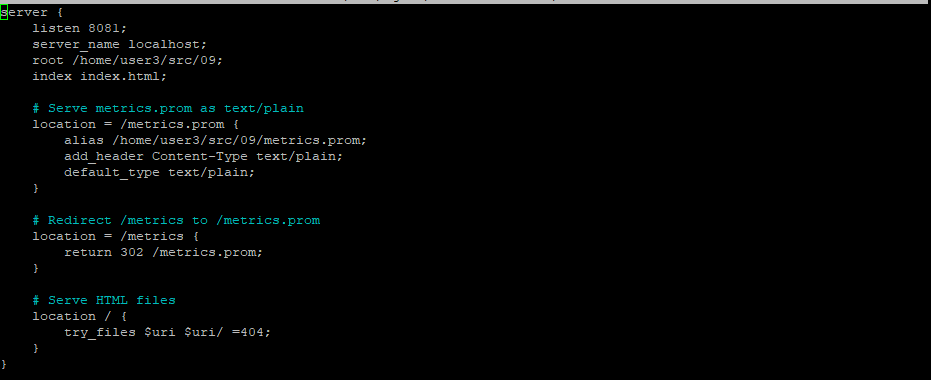 server {
    listen 8081;
    server_name localhost;
    root /home/user3/src/09;
    index index.html;

    # Serve metrics.prom as text/plain
    location = /metrics.prom {
        alias /home/user3/src/09/metrics.prom;
        add_header Content-Type text/plain;
        default_type text/plain;
    }

    # Redirect /metrics to /metrics.prom
    location = /metrics {
        return 302 /metrics.prom;
    }

    # Serve HTML files
    location / {
        try_files $uri $uri/ =404;
    }
}